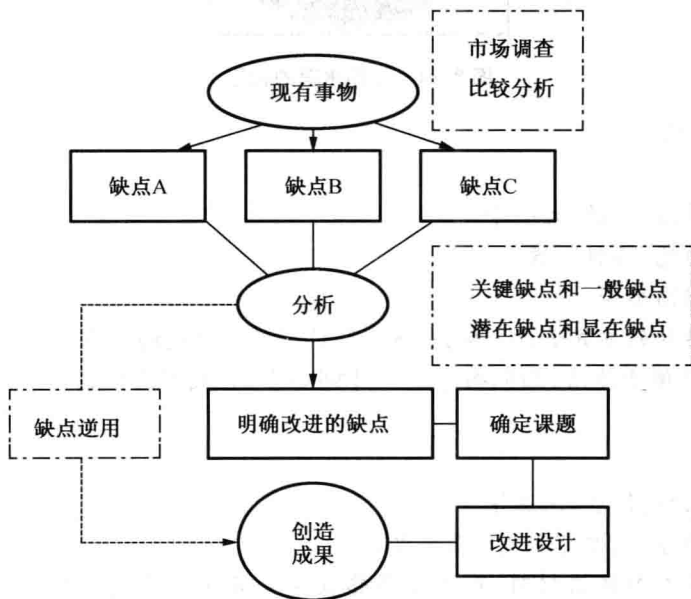 市场调查
比较分析
现有事物
缺点A
缺点B
缺点C
关键缺点和一般缺点
潜在缺点和显在缺点
分析
缺点逆用
明确改进的缺点
确定课题
创造
成果
改进设计